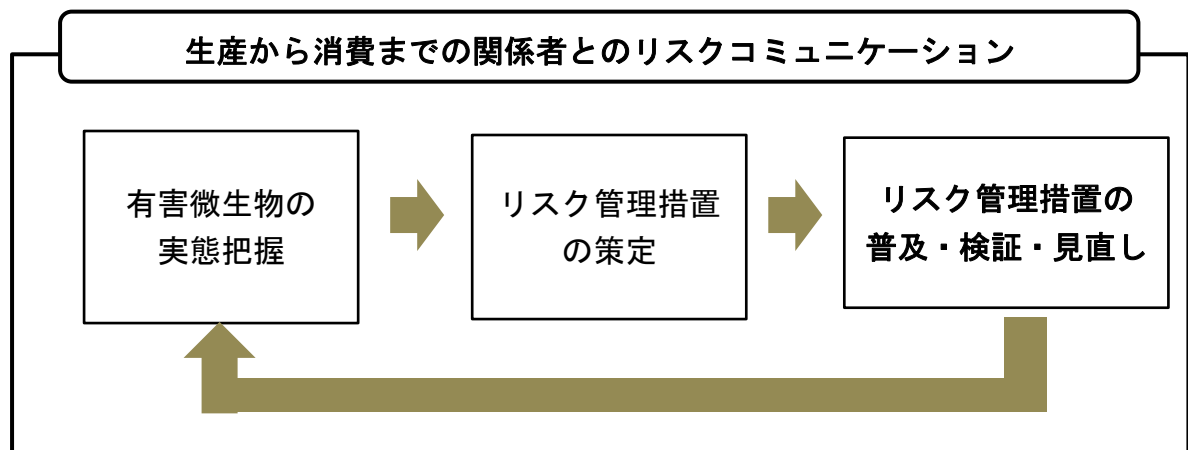 生産から消費までの関係者とのリスクコミュニケーション
有害微生物の
実態把握
リスク管理措置
の策定
リスク管理措置の
普及・検証・見直し